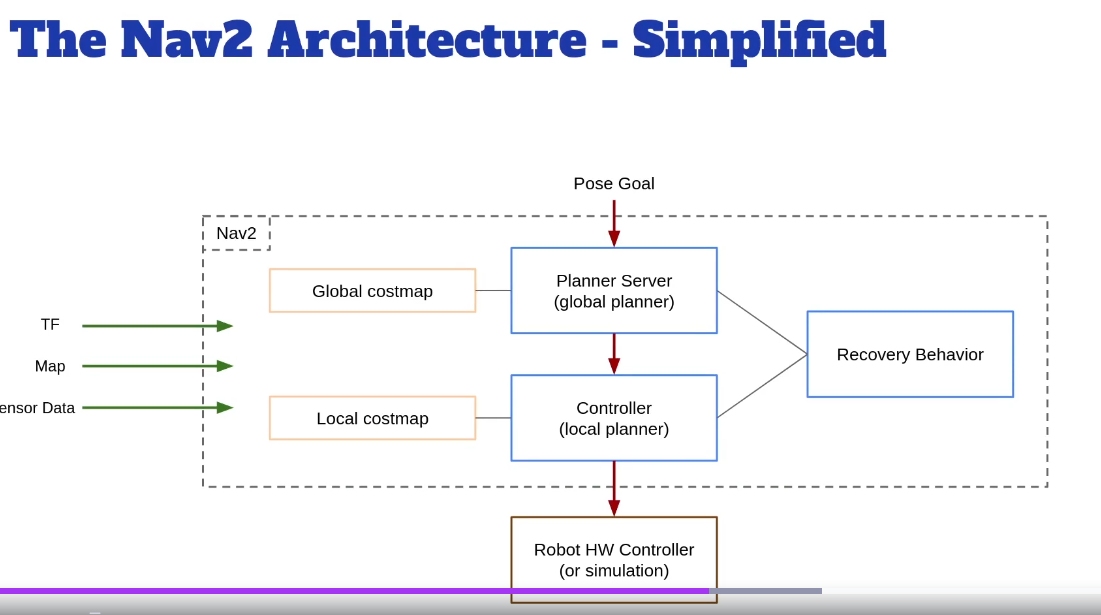 The Nav2 Architecture - Simplified
Pose Goal
Nav2
Global costmap
Planner Server
(global planner)
TF
Map
ensor Data
Local costmap
Controller
(local planner)
Recovery Behavior
Robot HW Controller
(or simulation)